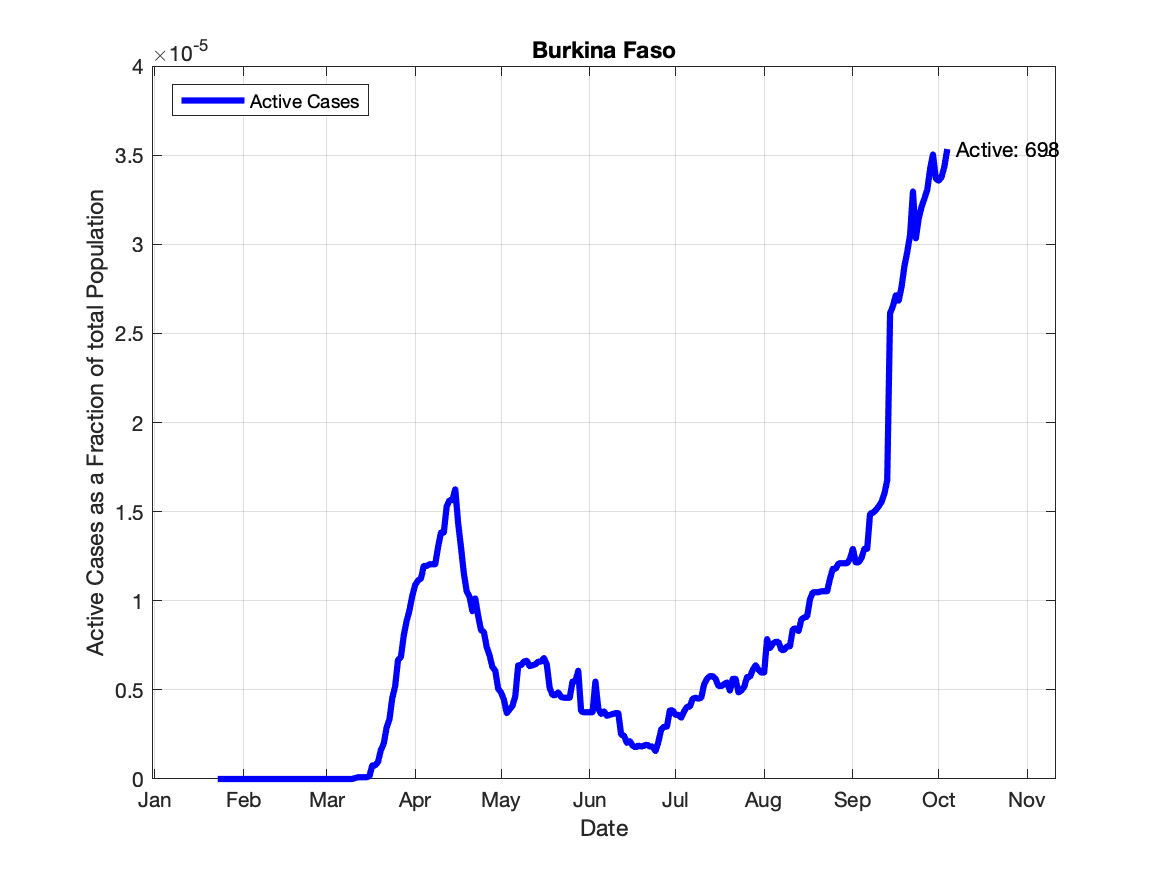 Burkina Faso
×10-5
4
3.5
3
2.5
2
1.5
1
0.5
0
Active Cases
Active: 698
Active Cases as a Fraction of total Population
Jan Feb Mar Apr May Jun Jul Aug Sep Oct Nov
Date